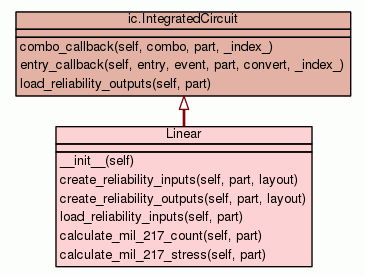 ic.IntegratedCircuit
combo_callback(self, combo, part, _index_)
entry_callback(self, entry, event, part, convert, _index_)
load_reliability_outputs(self, part)
Linear
__init__(self)
create_reliability_inputs(self, part, layout)
create_reliability_outputs(self, part, layout)
load_reliability_inputs(self, part)
calculate_mil_217_count(self, part)
calculate_mil_217_stress(self, part)